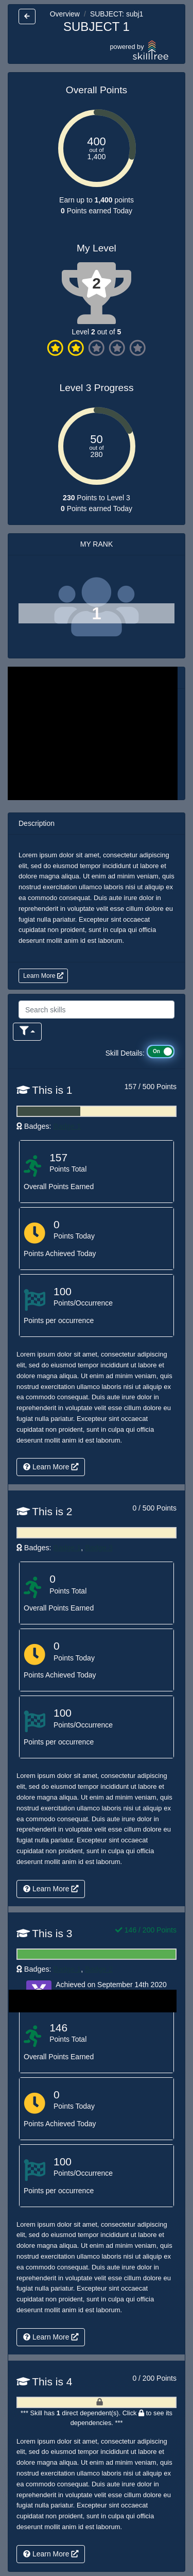 Overview / SUBJECT: subj1
SUBJECT 1
powered by
skilltree
Overall Points
400
out of
1,400
Earn up to 1,400 points
0 Points earned Today
My Level
2
Level 2 out of 5
Level 3 Progress
50
out of
280
230 Points to Level 3
0 Points earned Today
MY RANK
1
Description
Lorem ipsum dolor sit amet, consectetur adipiscing
elit, sed do eiusmod tempor incididunt ut labore et
dolore magna aliqua. Ut enim ad minim veniam, quis
nostrud exercitation ullamco laboris nisi ut aliquip ex
ea commodo consequat. Duis aute irure dolor in
reprehenderit in voluptate velit esse cillum dolore eu
fugiat nulla pariatur. Excepteur sint occaecat
cupidatat non proident, sunt in culpa qui officia
deserunt mollit anim id est laborum.
Learn More
Search skills
Skill Details: On
This is 1
157 / 500 Points
Badges:
157
Points Total
Overall Points Earned
0
Points Today
Points Achieved Today
100
Points/Occurrence
Points per occurrence
Lorem ipsum dolor sit amet, consectetur adipiscing
elit, sed do eiusmod tempor incididunt ut labore et
dolore magna aliqua. Ut enim ad minim veniam, quis
nostrud exercitation ullamco laboris nisi ut aliquip ex
ea commodo consequat. Duis aute irure dolor in
reprehenderit in voluptate velit esse cillum dolore eu
fugiat nulla pariatur. Excepteur sint occaecat
cupidatat non proident, sunt in culpa qui officia
deserunt mollit anim id est laborum.
Learn More
This is 2
0 / 500 Points
Badges: ,
0
Points Total
Overall Points Earned
0
Points Today
Points Achieved Today
100
Points/Occurrence
Points per occurrence
Lorem ipsum dolor sit amet, consectetur adipiscing
elit, sed do eiusmod tempor incididunt ut labore et
dolore magna aliqua. Ut enim ad minim veniam, quis
nostrud exercitation ullamco laboris nisi ut aliquip ex
ea commodo consequat. Duis aute irure dolor in
reprehenderit in voluptate velit esse cillum dolore eu
fugiat nulla pariatur. Excepteur sint occaecat
cupidatat non proident, sunt in culpa qui officia
deserunt mollit anim id est laborum.
Learn More
This is 3
146 / 200 Points
Badges: ,
Achieved on September 14th 2020
146
Points Total
Overall Points Earned
0
Points Today
Points Achieved Today
100
Points/Occurrence
Points per occurrence
Lorem ipsum dolor sit amet, consectetur adipiscing
elit, sed do eiusmod tempor incididunt ut labore et
dolore magna aliqua. Ut enim ad minim veniam, quis
nostrud exercitation ullamco laboris nisi ut aliquip ex
ea commodo consequat. Duis aute irure dolor in
reprehenderit in voluptate velit esse cillum dolore eu
fugiat nulla pariatur. Excepteur sint occaecat
cupidatat non proident, sunt in culpa qui officia
deserunt mollit anim id est laborum.
Learn More
This is 4
0 / 200 Points
*** Skill has 1 direct dependent(s). Click to see its
dependencies. ***
Lorem ipsum dolor sit amet, consectetur adipiscing
elit, sed do eiusmod tempor incididunt ut labore et
dolore magna aliqua. Ut enim ad minim veniam, quis
nostrud exercitation ullamco laboris nisi ut aliquip ex
ea commodo consequat. Duis aute irure dolor in
reprehenderit in voluptate velit esse cillum dolore eu
fugiat nulla pariatur. Excepteur sint occaecat
cupidatat non proident, sunt in culpa qui officia
deserunt mollit anim id est laborum.
Learn More